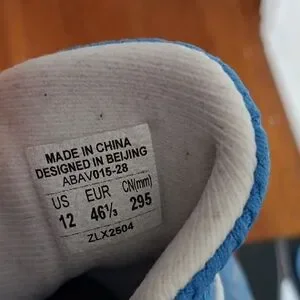 MADE IN CHINA
DESIGNED IN BEIJING
ABAV015-28
US EUR CN(mm)
12 46⅓ 295
ZLX2504